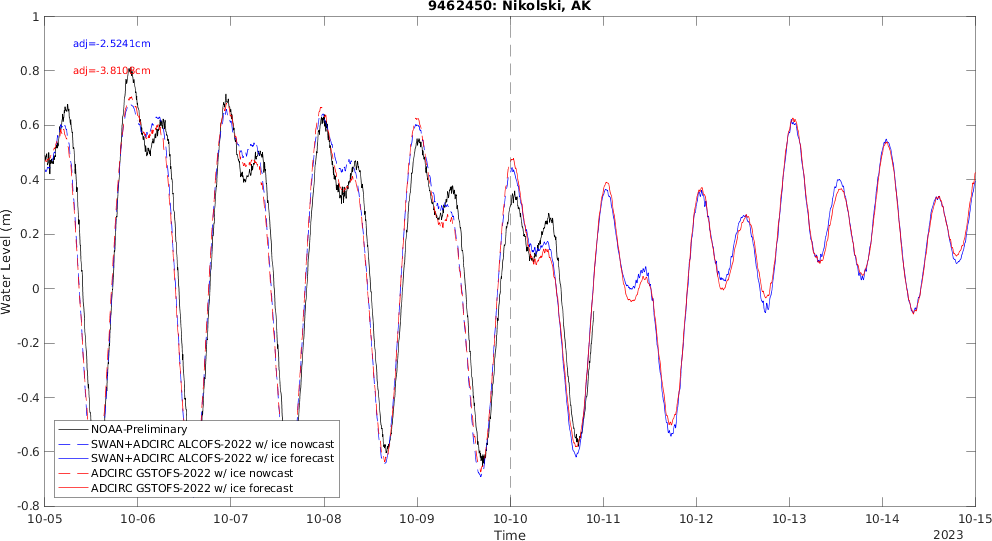 9462450: Nikolski, AK
1
0.8
0.6
0.4
0.2
0
-0.2
-0.4
-0.6
-0.8
Water Level (m)
adj=-2.5241cm
adj=-3.8108cm
NOAA-Preliminary
SWAN+ADCIRC ALCOFS-2022 w/ ice nowcast
SWAN+ADCIRC ALCOFS-2022 w/ ice forecast
ADCIRC GSTOFS-2022 w/ ice nowcast
ADCIRC GSTOFS-2022 w/ ice forecast
10-05 10-06 10-07 10-08 10-09 10-10 10-11 10-12 10-13 10-14 10-15
Time
2023